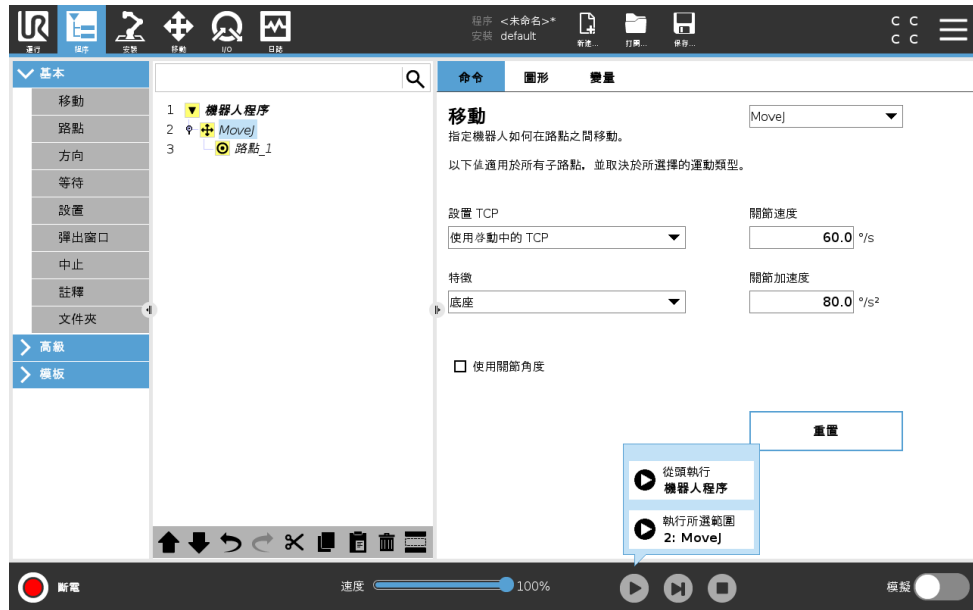 UR
運行
程序
安裝
移動
I/O
日誌
程序 <未命名>*
安裝 default
新建...
打開...
保存...
C C
C C
基本
移動
路點
方向
等待
設置
彈出窗口
中止
註釋
文件夾
高級
模板
1 機器人程序
2 MoveJ
3 路點_1
命令
圖形
變量
移動
MoveJ
指定機器人如何在路點之間移動。
以下值適用於所有子路點，並取決於所選擇的運動類型。
設置 TCP
關節速度
使用啓動中的 TCP
60.0 °/s
特徵
關節加速度
底座
80.0 °/s²
使用關節角度
重置
從頭執行
機器人程序
執行所選範圍
2: MoveJ
斷電
速度
100%
模擬